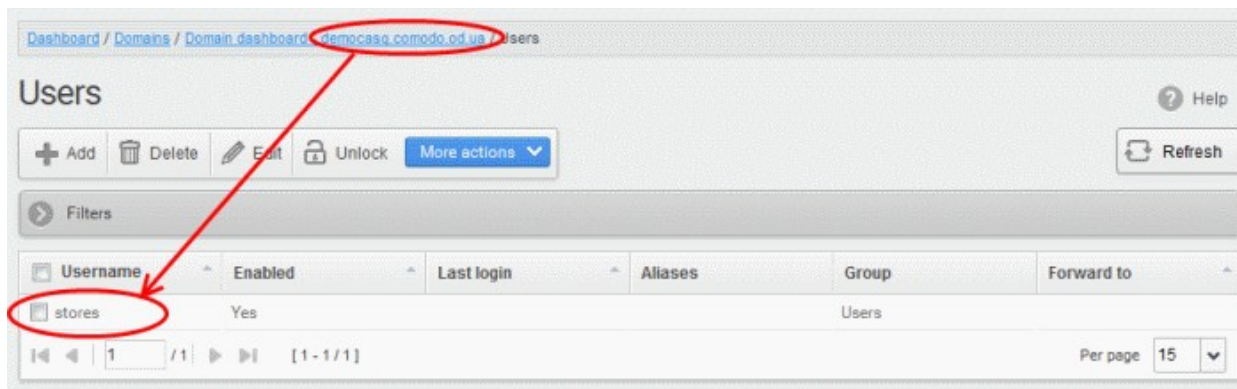 Dashboard / Domains / Domain dashboard - democasg.comodo.od.ua / Users
Users
Help
Add Delete Edit Unlock More actions
Refresh
Filters
Username Enabled Last login Aliases Group Forward to
stores Yes Users
1 / 1 [ 1 - 1 / 1 ] Per page 15